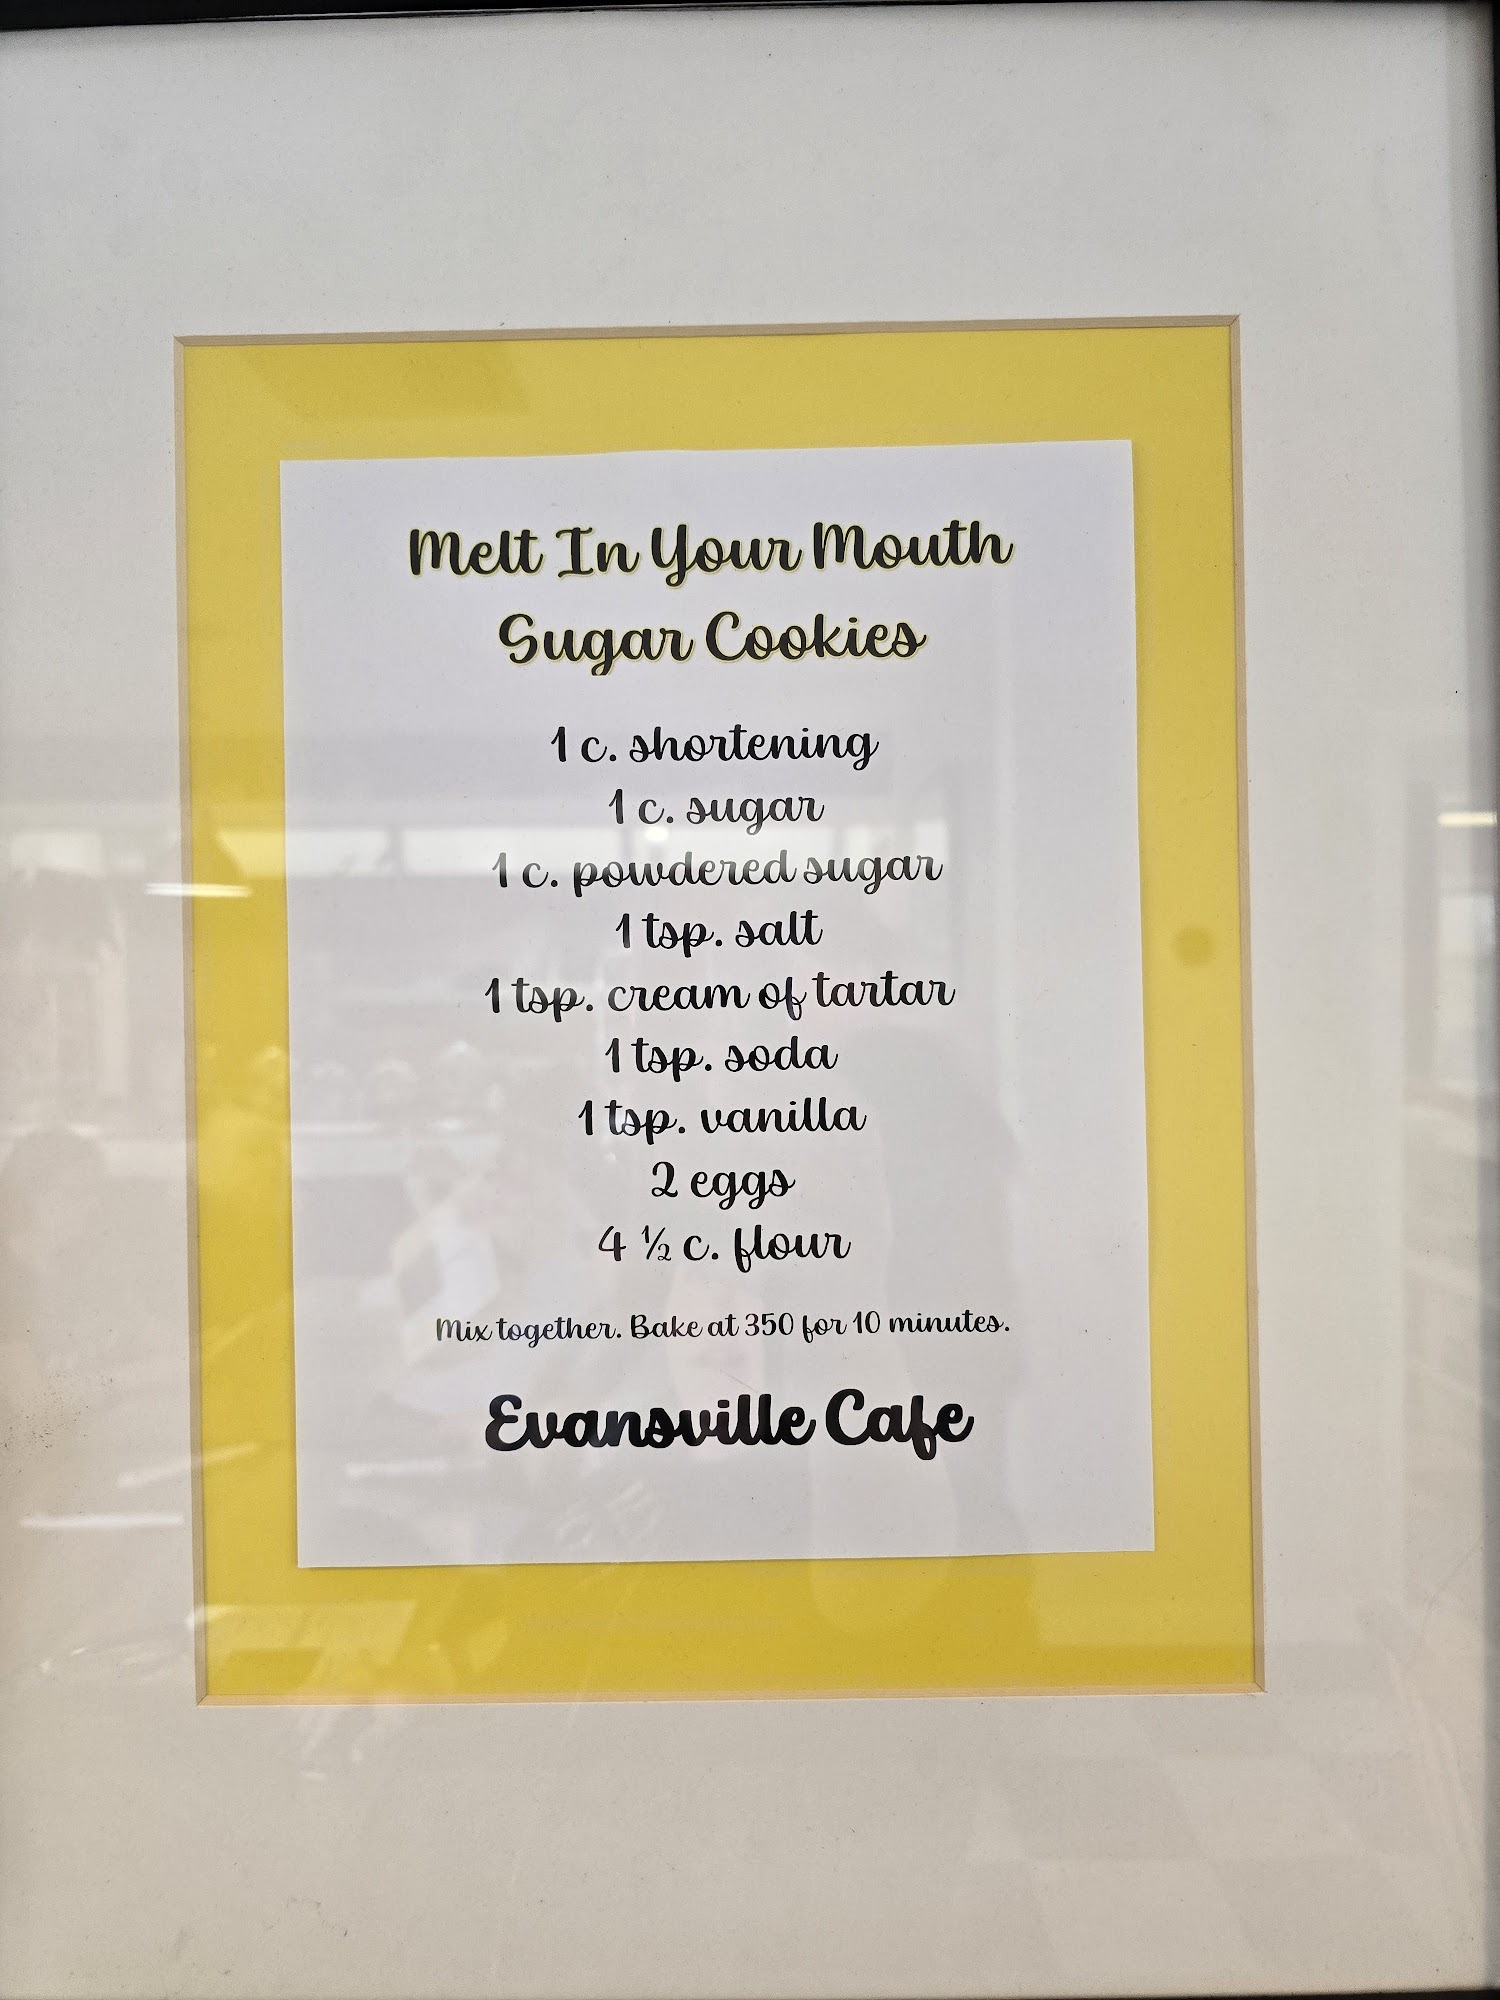 Melt In Your Mouth
Sugar Cookies
1 c. shortening
1 c. sugar
1 c. powdered sugar
1 tsp. salt
1 tsp. cream of tartar
1 tsp. soda
1 tsp. vanilla
2 eggs
4 ½ c. flour
Mix together. Bake at 350 for 10 minutes.
Evansville Cafe